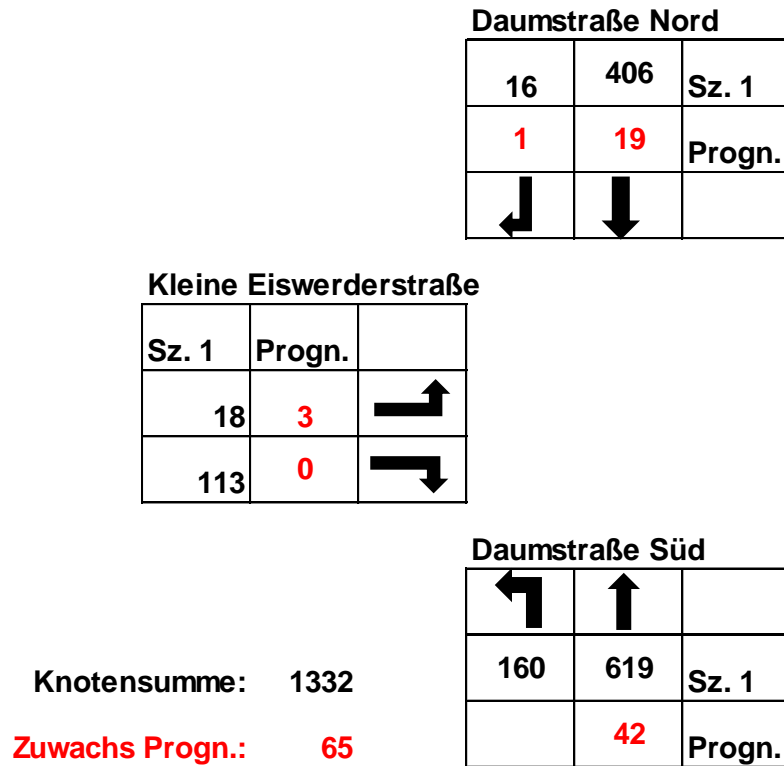 Daumstraße Nord
16 406 Sz. 1
1 19 Progn.
Kleine Eiswerderstraße
Sz. 1 Progn.
18 3
113 0
Daumstraße Süd
160 619 Sz. 1
42 Progn.
Knotensumme: 1332
Zuwachs Progn.: 65